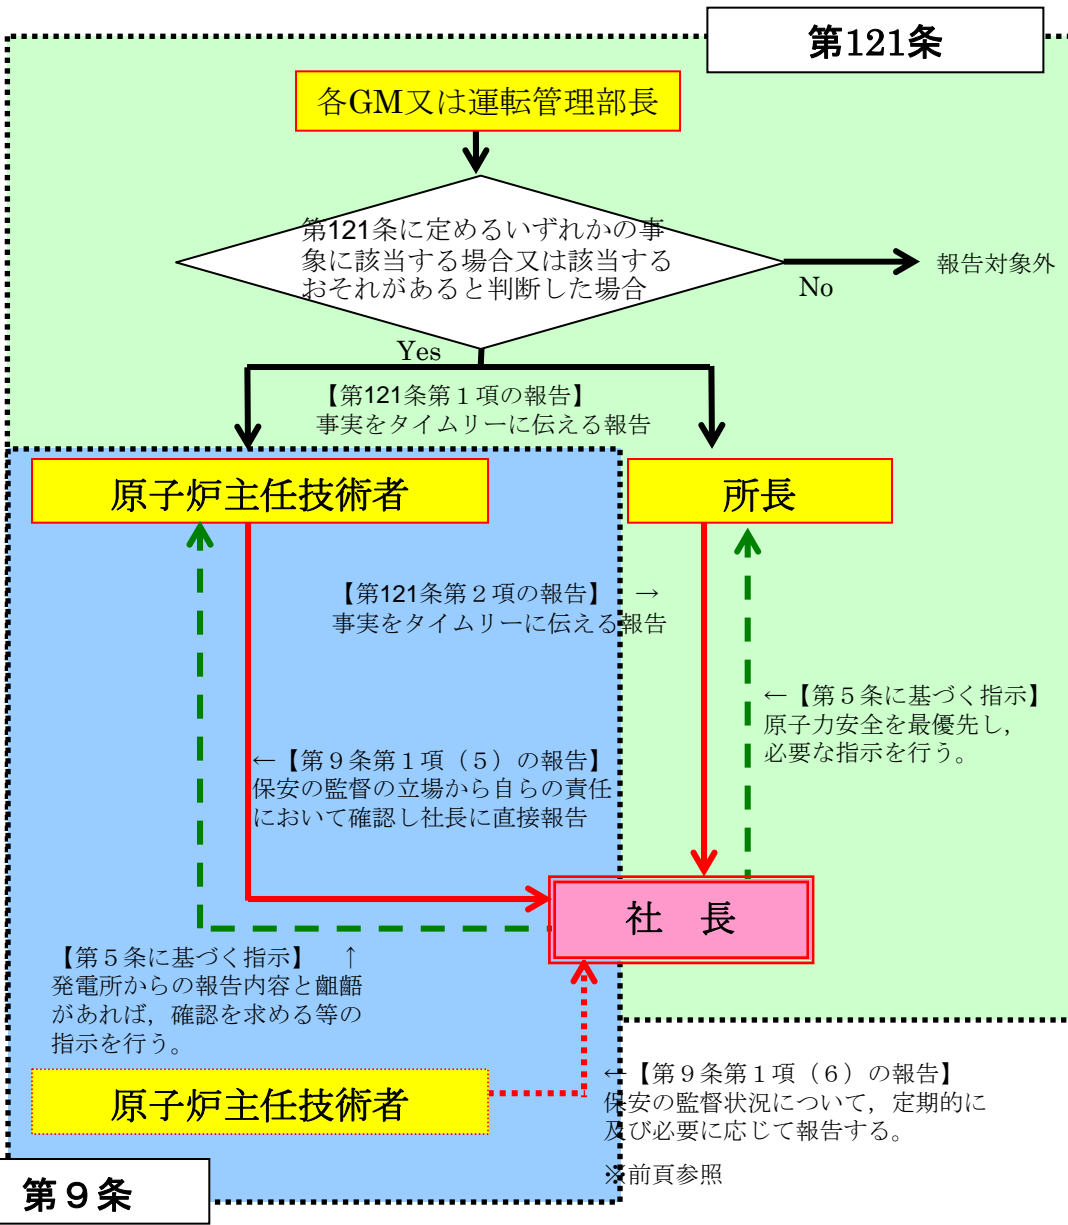 第121条
各GM又は運転管理部長
第121条に定めるいずれかの事
象に該当する場合又は該当する
おそれがあると判断した場合
報告対象外
No
Yes
【第121条第１項の報告】
事実をタイムリーに伝える報告
原子炉主任技術者
所長
【第121条第２項の報告】　→
事実をタイムリーに伝える報告
←【第５条に基づく指示】
原子力安全を最優先し，
必要な指示を行う。
←【第９条第１項（５）の報告】
保安の監督の立場から自らの責任
において確認し社長に直接報告
社　長
【第５条に基づく指示】　↑
発電所からの報告内容と齟齬
があれば，確認を求める等の
指示を行う。
原子炉主任技術者
←【第９条第１項（６）の報告】
保安の監督状況について，定期的に
及び必要に応じて報告する。
※前頁参照
第９条